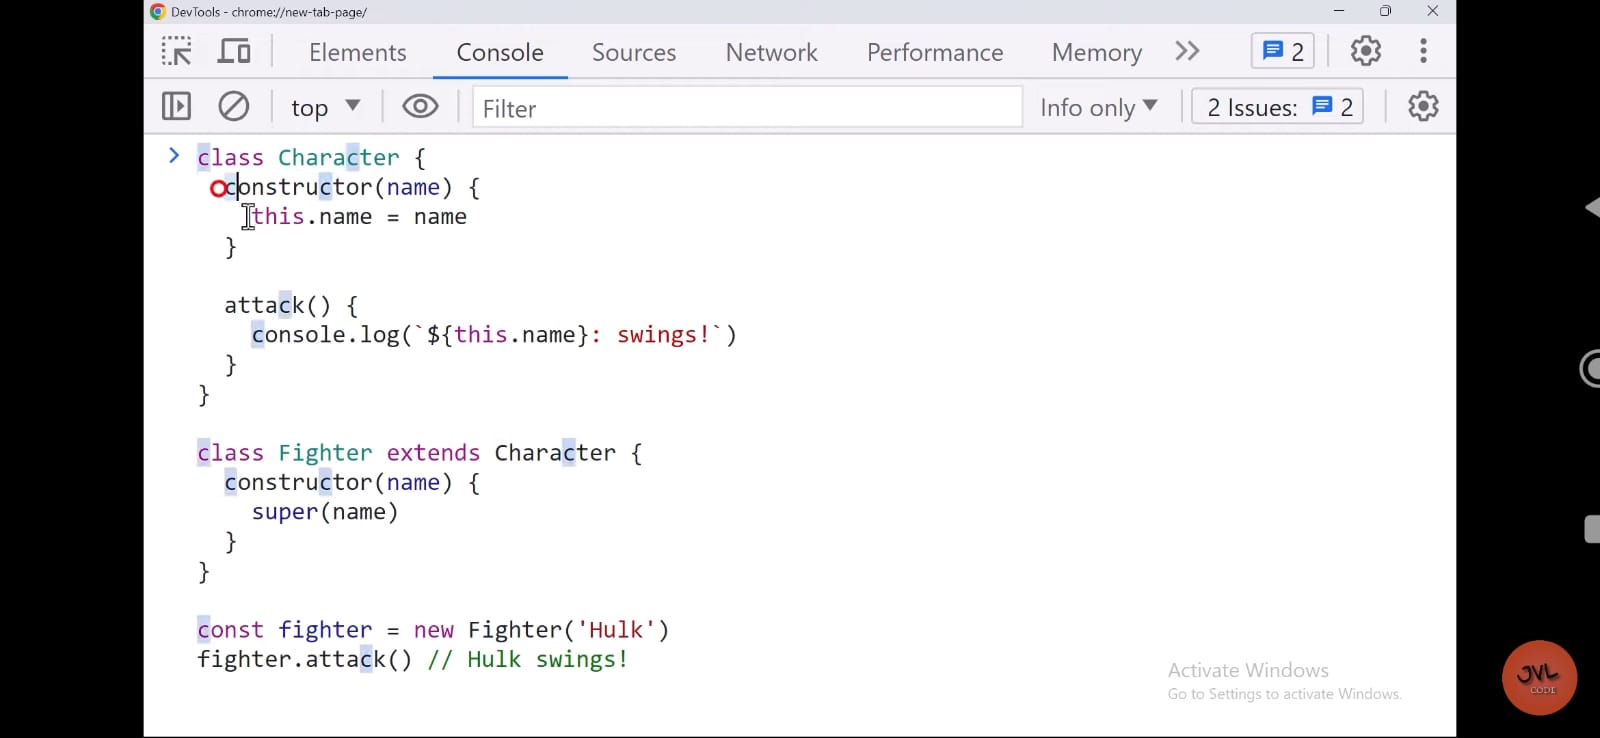 DevTools - chrome://new-tab-page/
Elements Console Sources Network Performance Memory 2
top Filter Info only 2 Issues: 2
class Character {
constructor(name) {
this.name = name
}
attack() {
console.log(`${this.name}: swings!`)
}
}
class Fighter extends Character {
constructor(name) {
super(name)
}
}
const fighter = new Fighter('Hulk')
fighter.attack() // Hulk swings!
Activate Windows
Go to Settings to activate Windows.
JVL
CODE